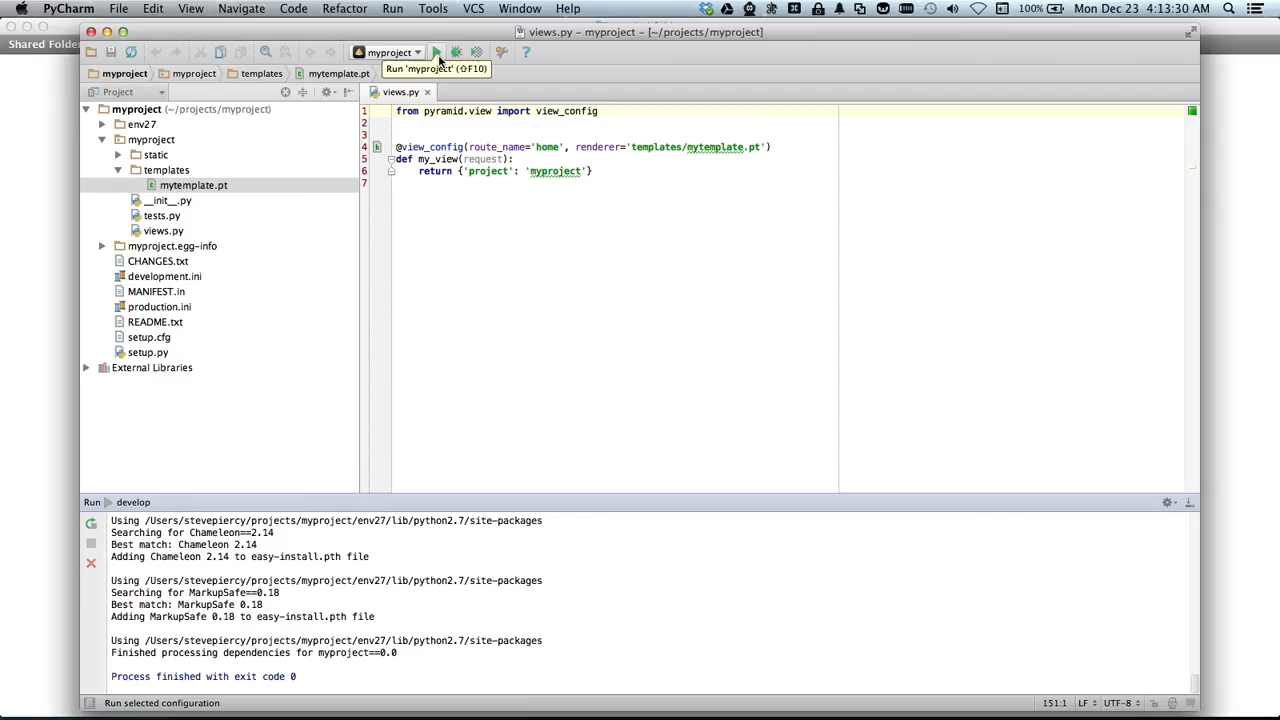 PyCharm File Edit View Navigate Code Refactor Run Tools VCS Window Help 100% Mon Dec 23 4:13:30 AM
Shared Folde
views.py - myproject - [~/projects/myproject]
myproject
Run 'myproject' (⇧F10)
myproject myproject templates mytemplate.pt
Project
views.py
myproject (~/projects/myproject)
env27
myproject
static
templates
mytemplate.pt
__init__.py
tests.py
views.py
myproject.egg-info
CHANGES.txt
development.ini
MANIFEST.in
production.ini
README.txt
setup.cfg
setup.py
External Libraries
1 from pyramid.view import view_config
2
3
4 @view_config(route_name='home', renderer='templates/mytemplate.pt')
5 def my_view(request):
6 return {'project': 'myproject'}
7
Run develop
Using /Users/stevepiercy/projects/myproject/env27/lib/python2.7/site-packages
Searching for Chameleon==2.14
Best match: Chameleon 2.14
Adding Chameleon 2.14 to easy-install.pth file
Using /Users/stevepiercy/projects/myproject/env27/lib/python2.7/site-packages
Searching for MarkupSafe==0.18
Best match: MarkupSafe 0.18
Adding MarkupSafe 0.18 to easy-install.pth file
Using /Users/stevepiercy/projects/myproject/env27/lib/python2.7/site-packages
Finished processing dependencies for myproject==0.0
Process finished with exit code 0
Run selected configuration 151:1 LF UTF-8